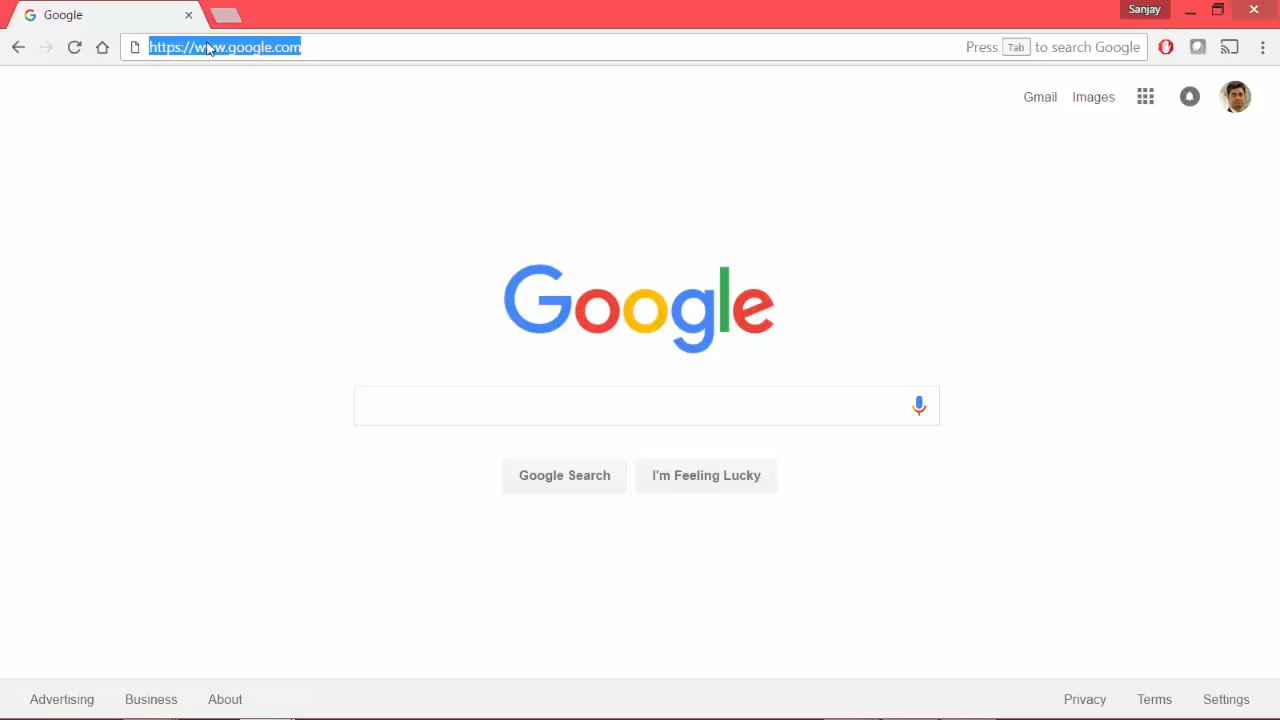 Google
Sanjay
https://www.google.com
Press Tab to search Google
Gmail Images
Google
Google Search I'm Feeling Lucky
Advertising Business About Privacy Terms Settings